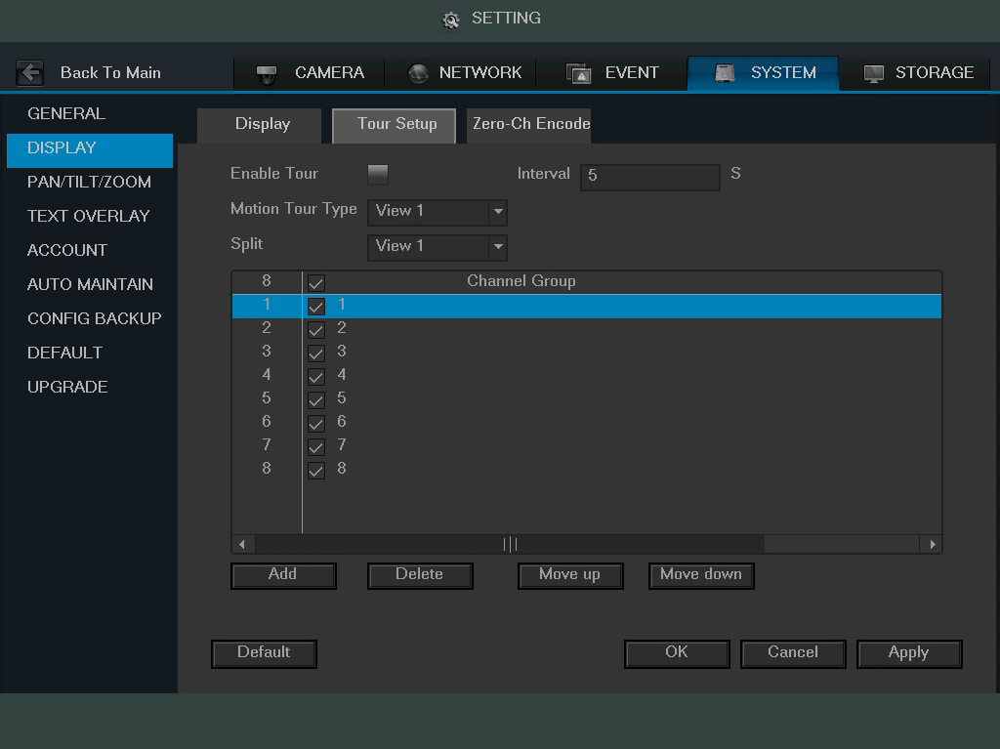 SETTING
Back To Main
CAMERA
NETWORK
EVENT
SYSTEM
STORAGE
GENERAL
DISPLAY
PAN/TILT/ZOOM
TEXT OVERLAY
ACCOUNT
AUTO MAINTAIN
CONFIG BACKUP
DEFAULT
UPGRADE
Display
Tour Setup
Zero-Ch Encode
Enable Tour
Interval 5 S
Motion Tour Type View 1
Split View 1
8 Channel Group
1 1
2 2
3 3
4 4
5 5
6 6
7 7
8 8
Add
Delete
Move up
Move down
Default
OK
Cancel
Apply